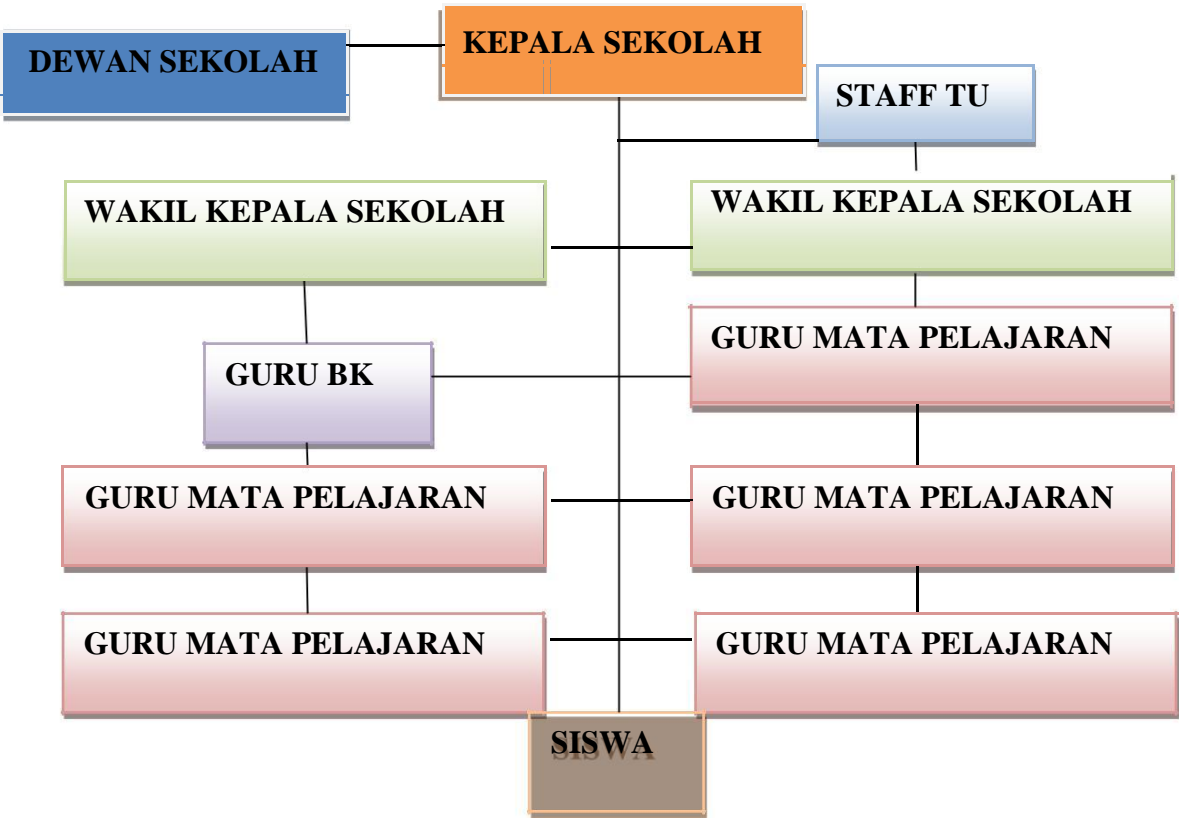 KEPALA SEKOLAH
DEWAN SEKOLAH
STAFF TU
WAKIL KEPALA SEKOLAH
WAKIL KEPALA SEKOLAH
GURU MATA PELAJARAN
GURU BK
GURU MATA PELAJARAN
GURU MATA PELAJARAN
GURU MATA PELAJARAN
GURU MATA PELAJARAN
SISWA